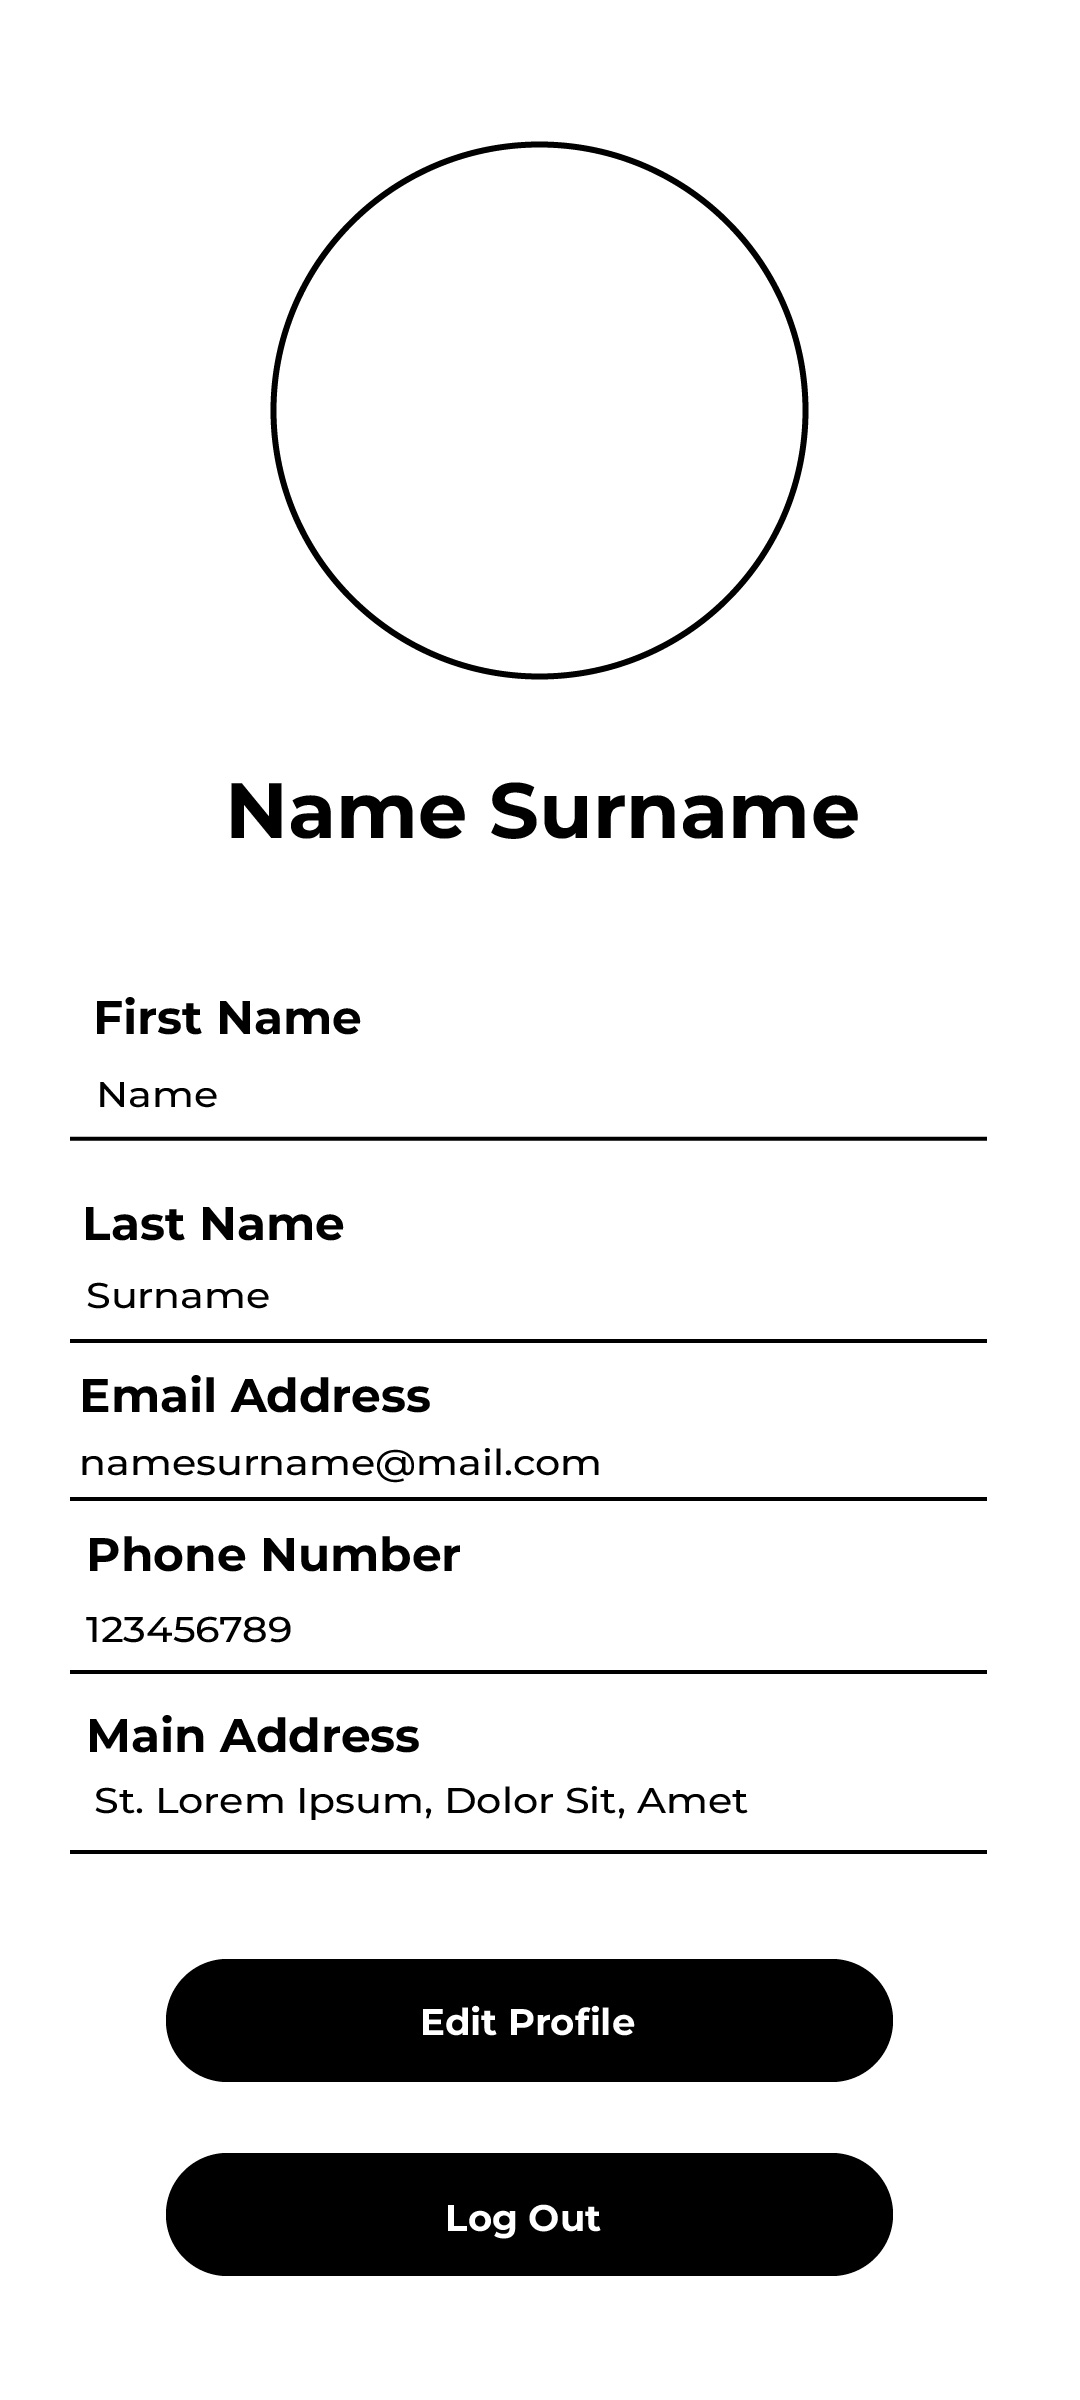 Name Surname
First Name
Name
Last Name
Surname
Email Address
namesurname@mail.com
Phone Number
123456789
Main Address
St. Lorem Ipsum, Dolor Sit, Amet
Edit Profile
Log Out